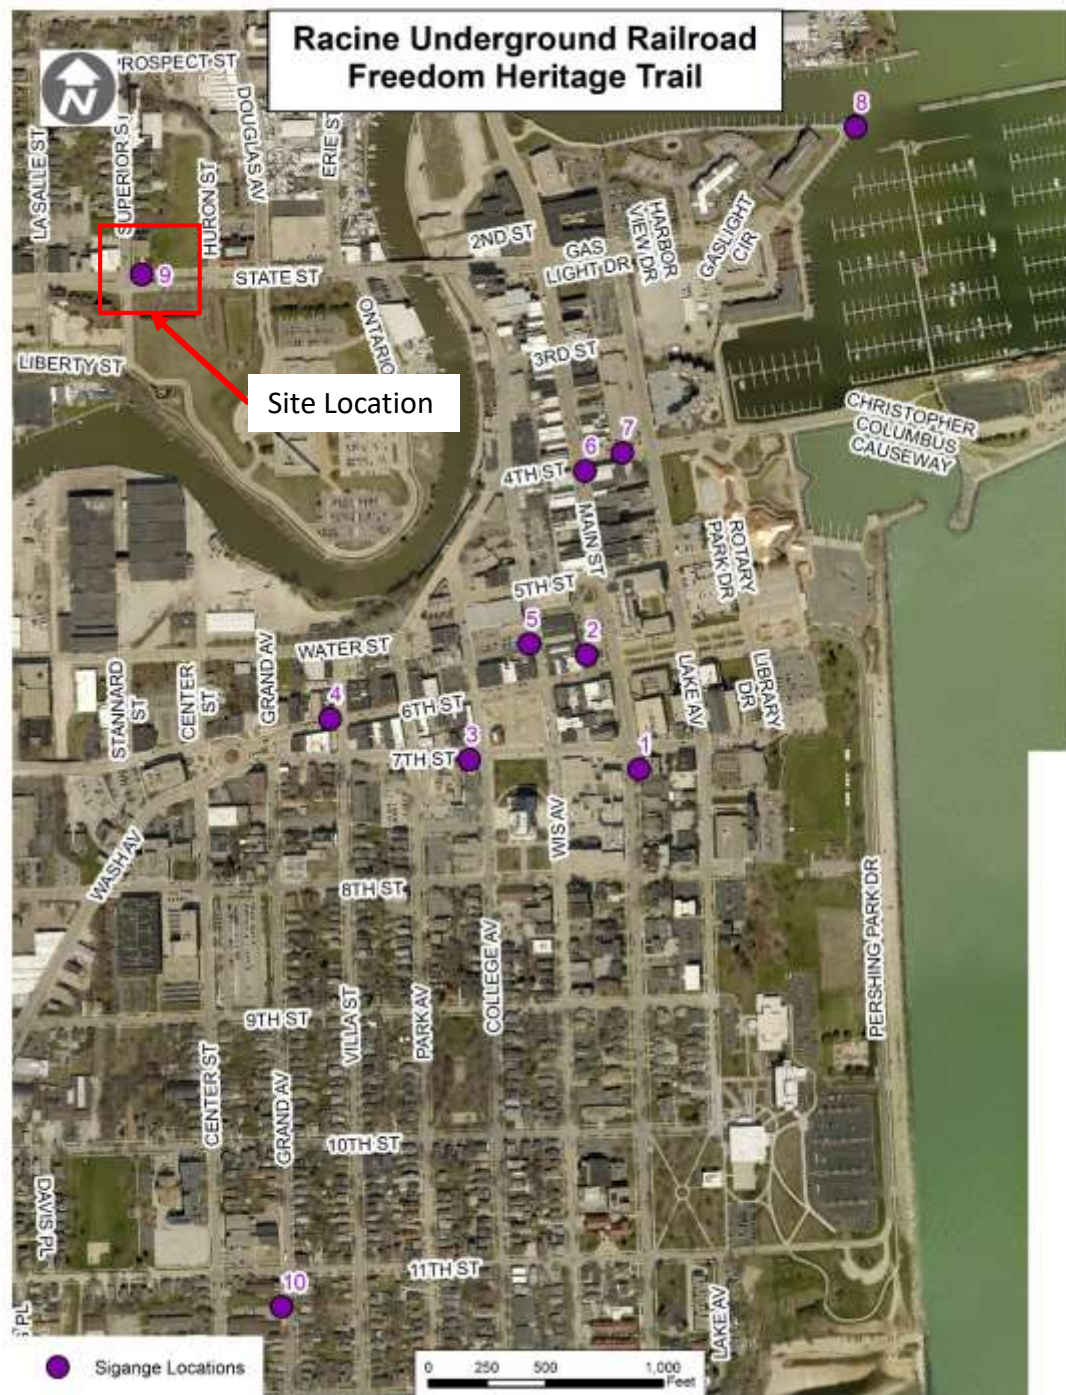 Racine Underground Railroad
Freedom Heritage Trail
N
PROSPECT ST
LA SALLE ST
SUPERIOR ST
HURON ST
DOUGLAS AV
ERIE ST
8
2ND ST
GAS
LIGHT DR
HARBOR
VIEW DR
GASLIGHT
CIR
9
STATE ST
ONTARIO
3RD ST
LIBERTY ST
Site Location
CHRISTOPHER
COLUMBUS
CAUSEWAY
7
6
4TH ST
MAIN ST
ROTARY
PARK DR
5TH ST
5
2
WATER ST
STANNARD
ST
CENTER
ST
GRAND AV
4
6TH ST
LAKE AV
LIBRARY
DR
3
7TH ST
1
WASH AV
WIS AV
8TH ST
PERSHING PARK DR
COLLEGE AV
PARK AV
VILLA ST
9TH ST
CENTER ST
GRAND AV
10TH ST
DAVIS PL
11TH ST
10
LAKE AV
S PL
Sigange Locations
0 250 500 1,000
Feet